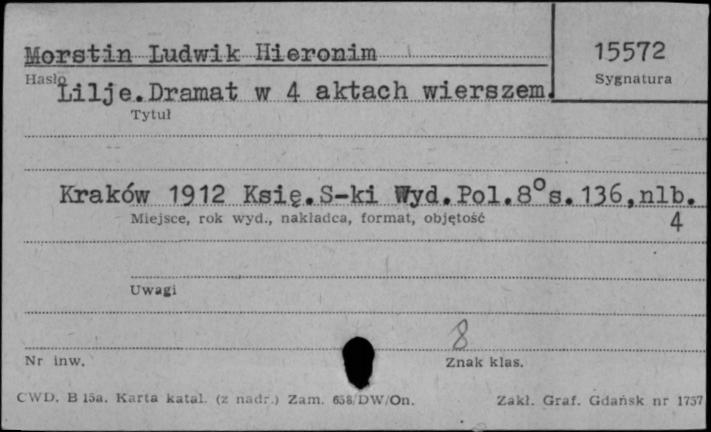 Morstin Ludwik Hieronim
15572
Hasło
Sygnatura
Lilje.Dramat w 4 aktach wierszem.
Tytuł
Kraków 1912 Księ.S-ki Wyd.Pol.8° s.136,nlb.
4
Miejsce, rok wyd., nakładca, format, objętość
Uwagi
8
Nr inw.
Znak klas.
CWD. B 15a. Karta katal. (z nadr.) Zam. 658/DW/On.
Zakł. Graf. Gdańsk nr 1757